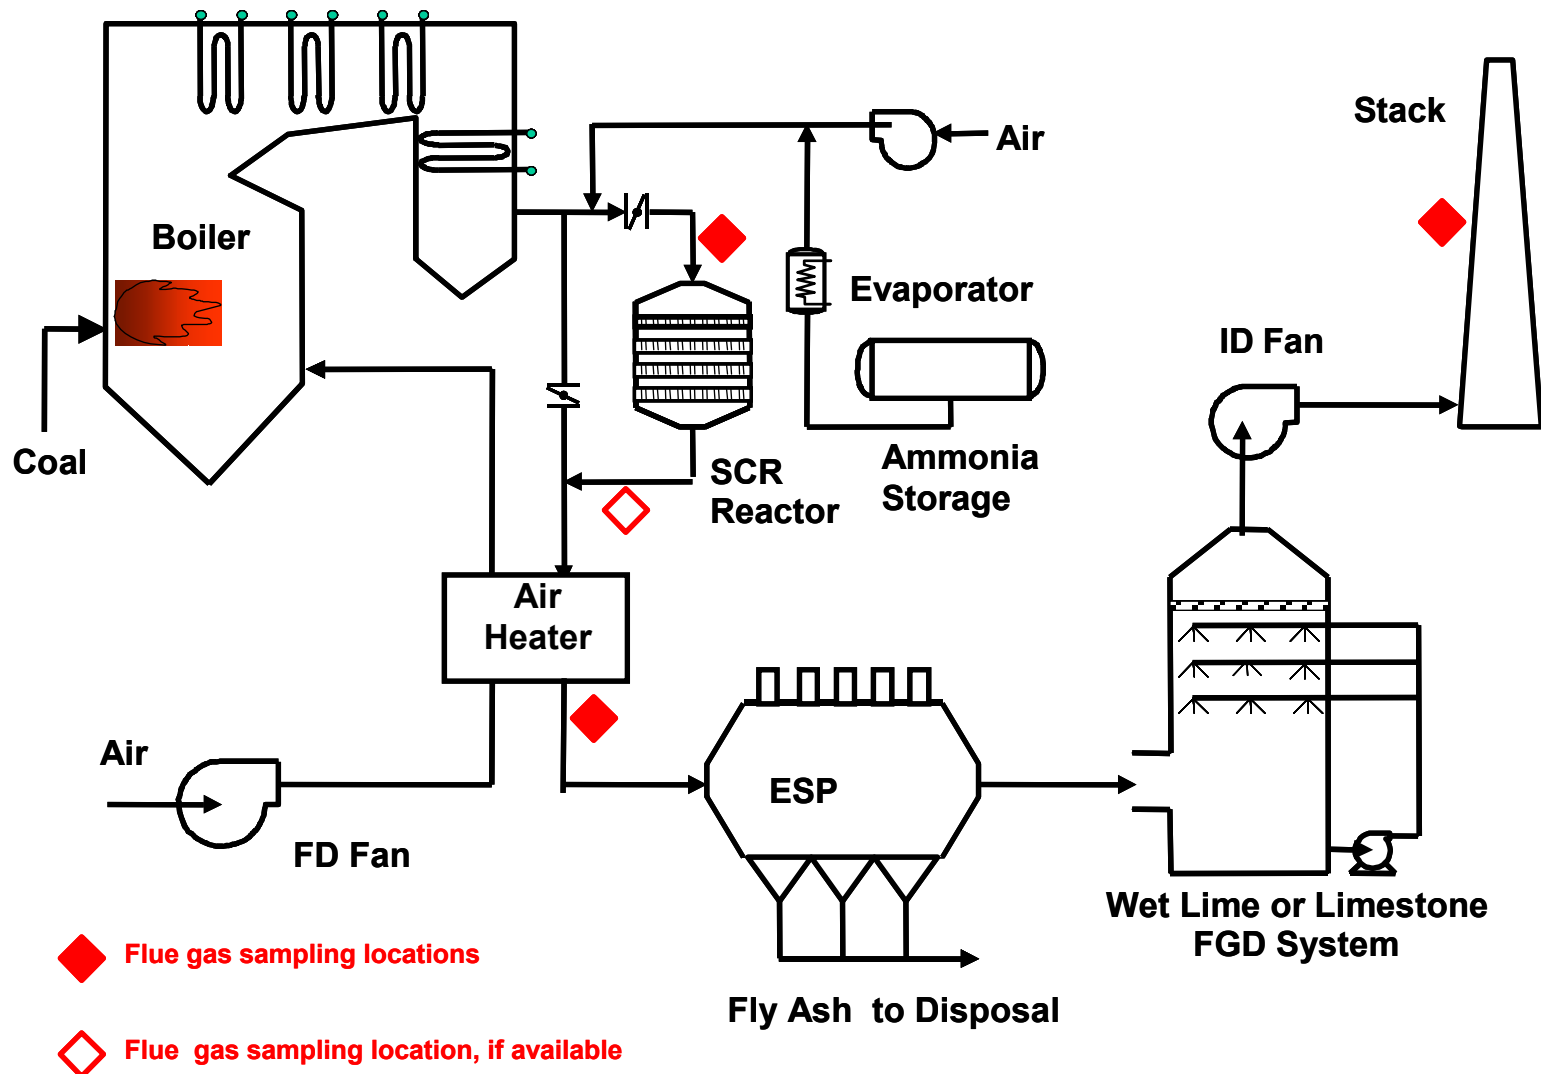 Stack
Air
Boiler
Evaporator
ID Fan
Coal
SCR
Reactor
Ammonia
Storage
Air
Heater
Air
ESP
FD Fan
Wet Lime or Limestone
FGD System
Flue gas sampling locations
Fly Ash to Disposal
Flue gas sampling location, if available